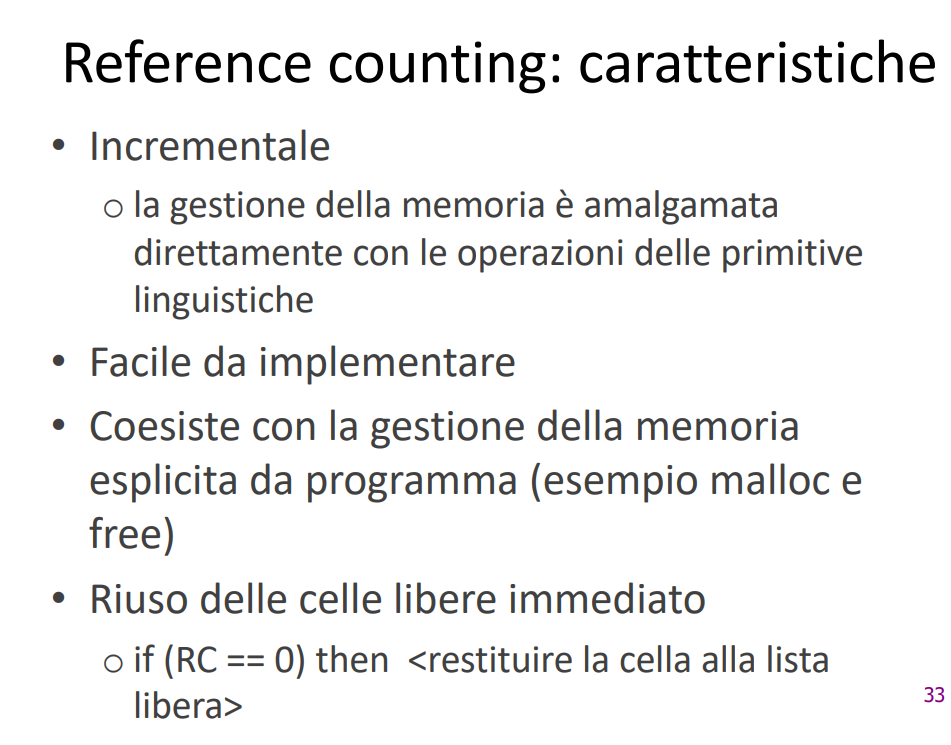 Reference counting: caratteristiche
• Incrementale
o la gestione della memoria è amalgamata
direttamente con le operazioni delle primitive
linguistiche
• Facile da implementare
• Coesiste con la gestione della memoria
esplicita da programma (esempio malloc e
free)
• Riuso delle celle libere immediato
o if (RC == 0) then <restituire la cella alla lista
libera>
33